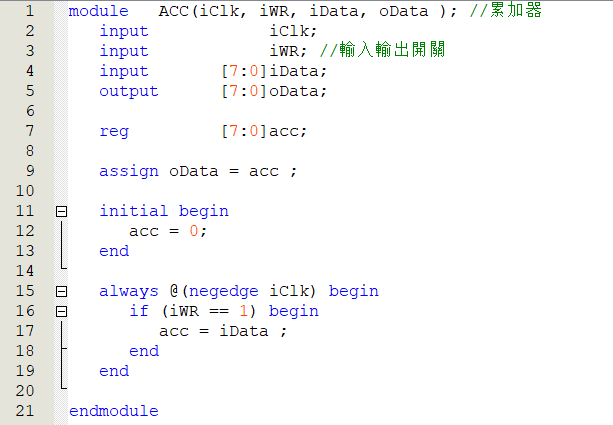 1 module ACC(iClk, iWR, iData, oData ); //累加器
2 input iClk;
3 input iWR; //輸入輸出開關
4 input [7:0]iData;
5 output [7:0]oData;
6
7 reg [7:0]acc;
8
9 assign oData = acc ;
10
11 initial begin
12 acc = 0;
13 end
14
15 always @(negedge iClk) begin
16 if (iWR == 1) begin
17 acc = iData ;
18 end
19 end
20
21 endmodule